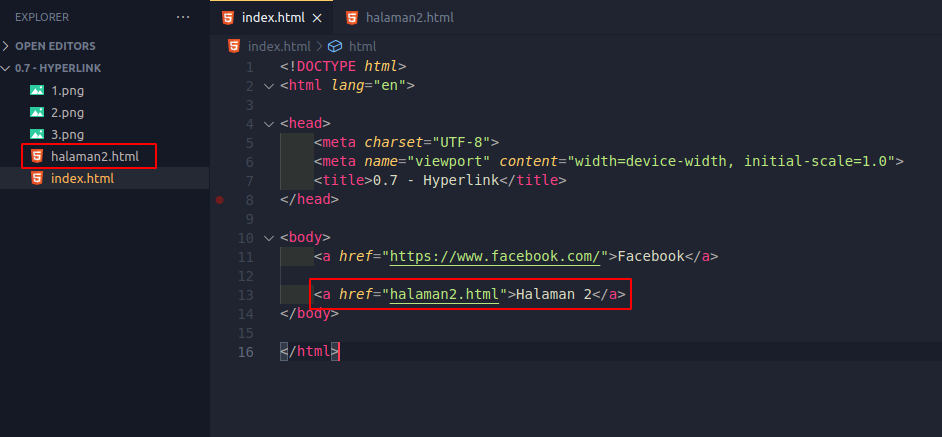 EXPLORER ···
OPEN EDITORS
0.7 - HYPERLINK
1.png
2.png
3.png
halaman2.html
index.html
index.html × halaman2.html
index.html > html
1 <!DOCTYPE html>
2 <html lang="en">
3
4 <head>
5 <meta charset="UTF-8">
6 <meta name="viewport" content="width=device-width, initial-scale=1.0">
7 <title>0.7 - Hyperlink</title>
8 </head>
9
10 <body>
11 <a href="https://www.facebook.com/">Facebook</a>
12
13 <a href="halaman2.html">Halaman 2</a>
14 </body>
15
16 </html>